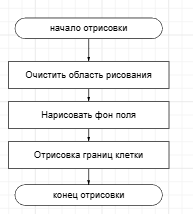 начало отрисовки
Очистить область рисования
Нарисовать фон поля
Отрисовка границ клетки
конец отрисовки